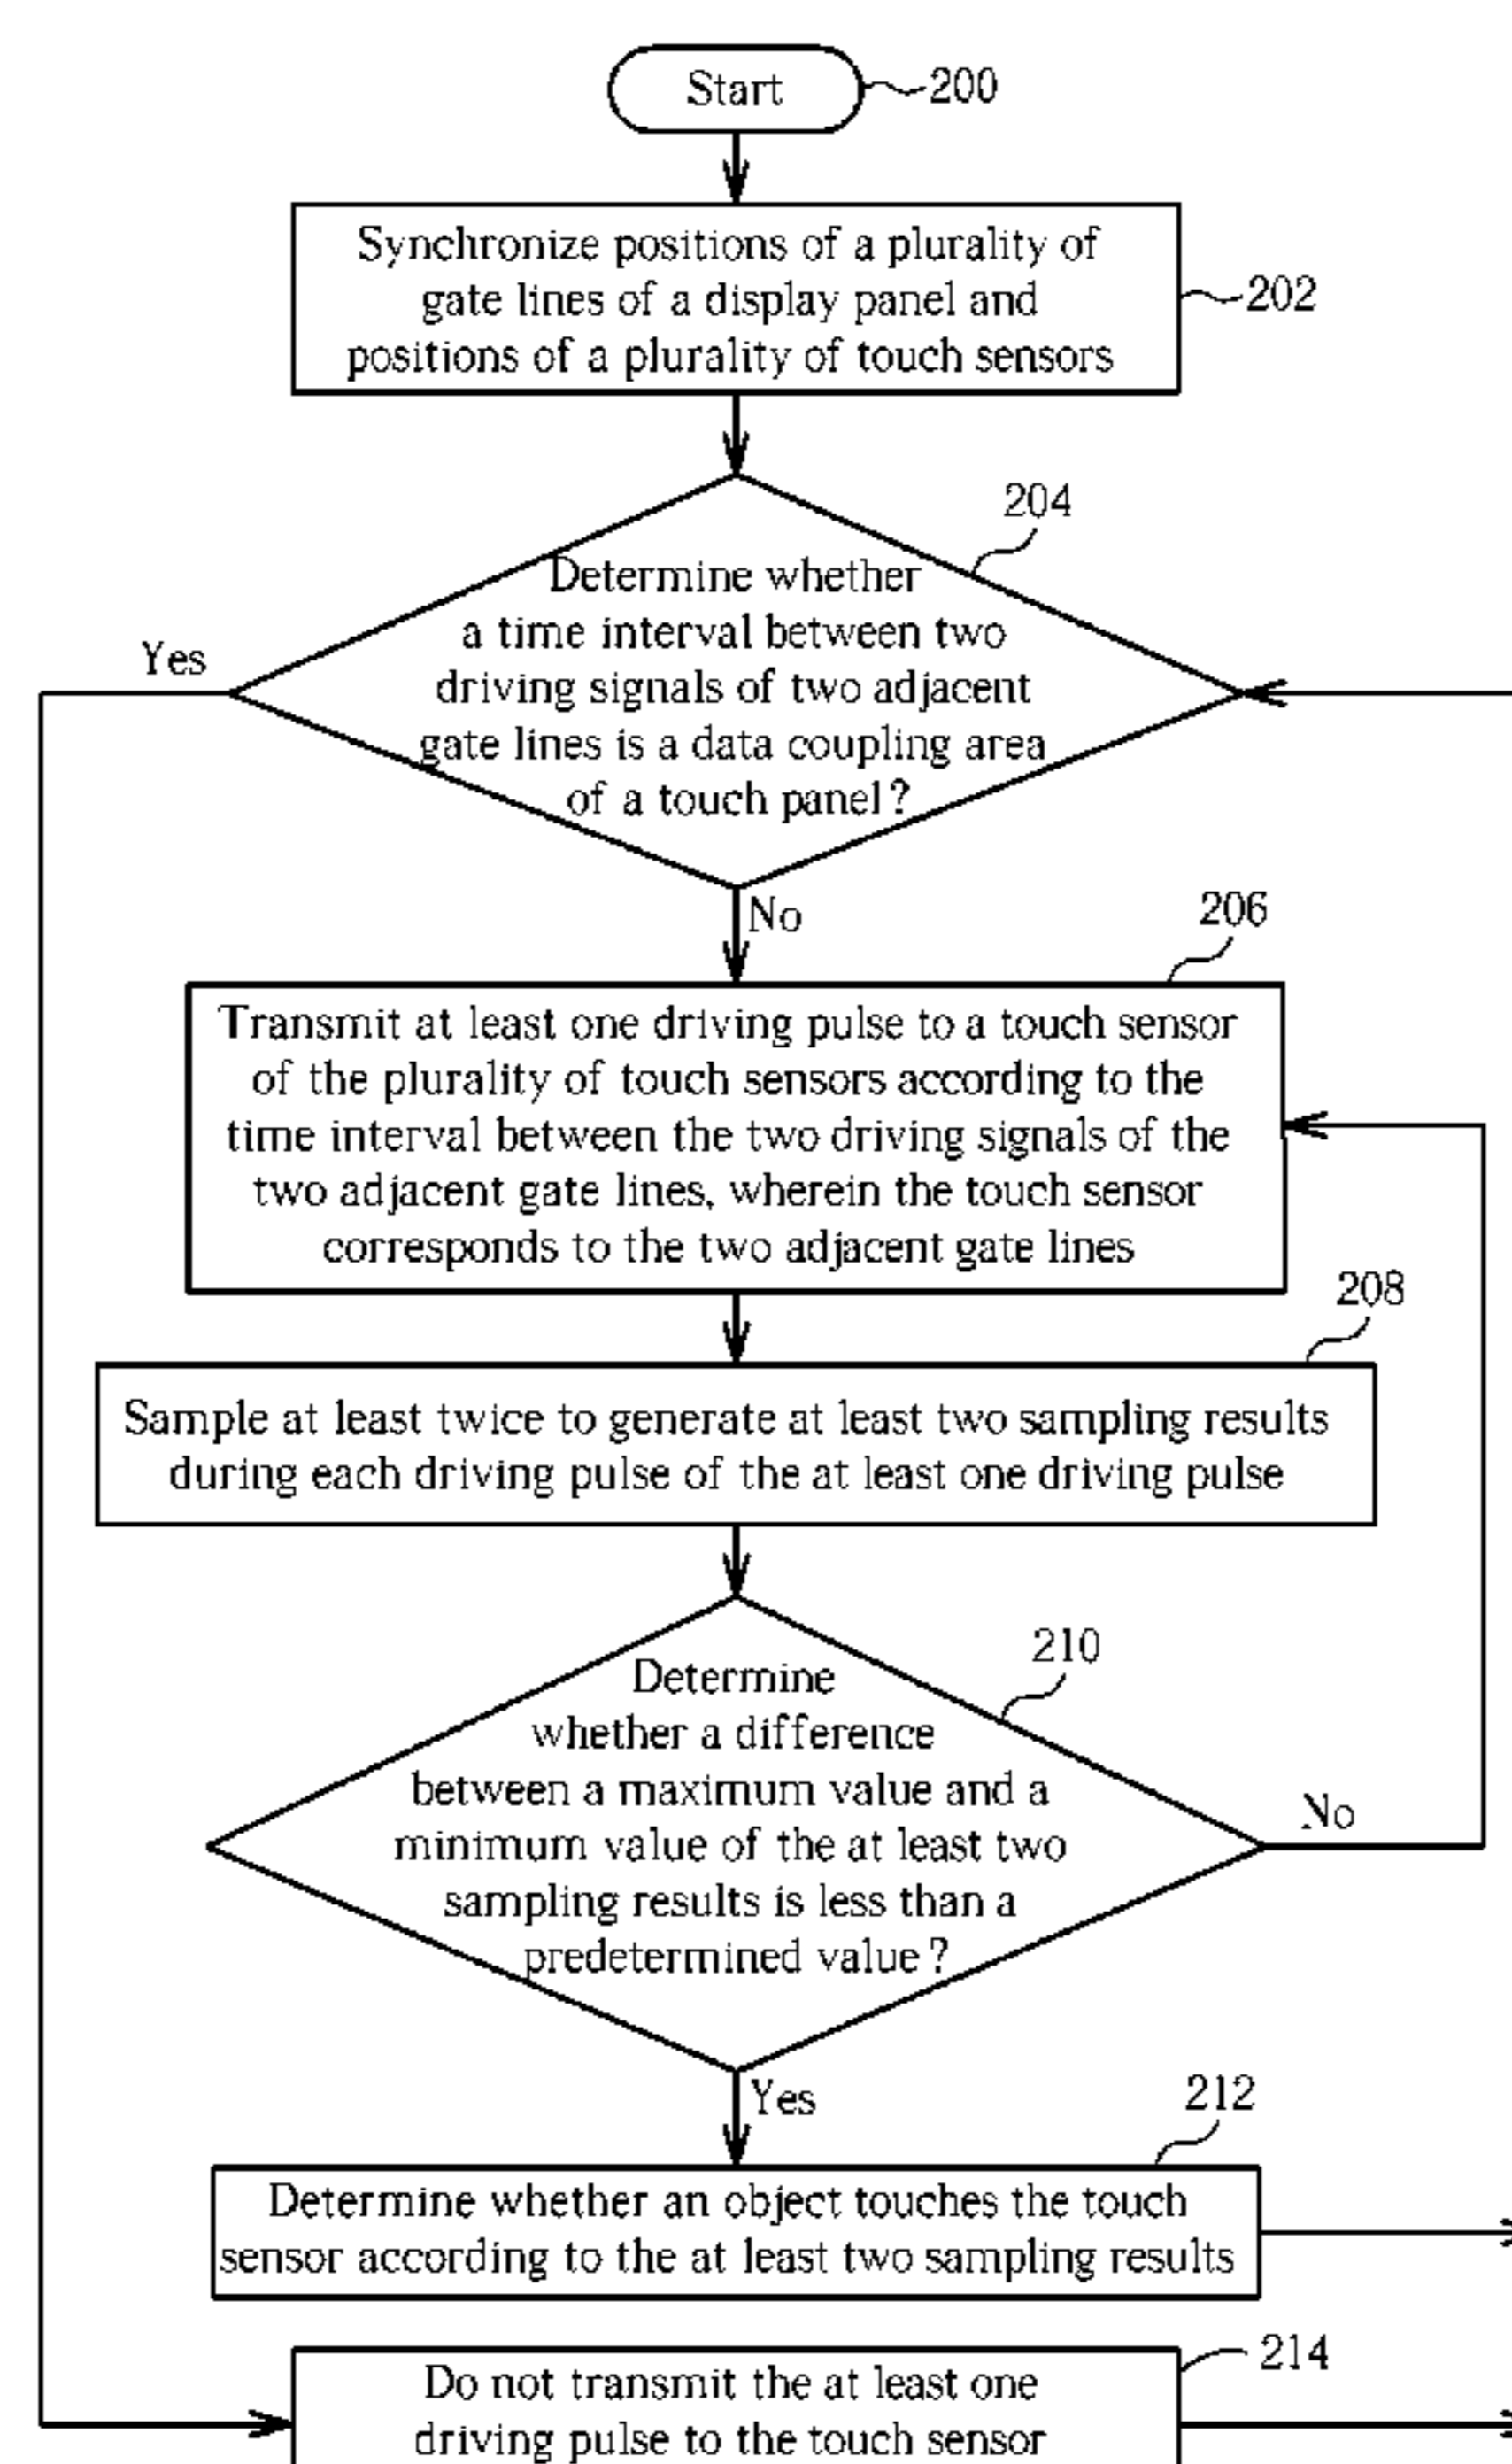 Start
200
Synchronize positions of a plurality of
gate lines of a display panel and
positions of a plurality of touch sensors
202
204
Determine whether
a time interval between two
driving signals of two adjacent
gate lines is a data coupling area
of a touch panel?
Yes
No
206
Transmit at least one driving pulse to a touch sensor
of the plurality of touch sensors according to the
time interval between the two driving signals of the
two adjacent gate lines, wherein the touch sensor
corresponds to the two adjacent gate lines
208
Sample at least twice to generate at least two sampling results
during each driving pulse of the at least one driving pulse
210
Determine
whether a difference
between a maximum value and a
minimum value of the at least two
sampling results is less than a
predetermined value?
No
Yes
212
Determine whether an object touches the touch
sensor according to the at least two sampling results
214
Do not transmit the at least one
driving pulse to the touch sensor